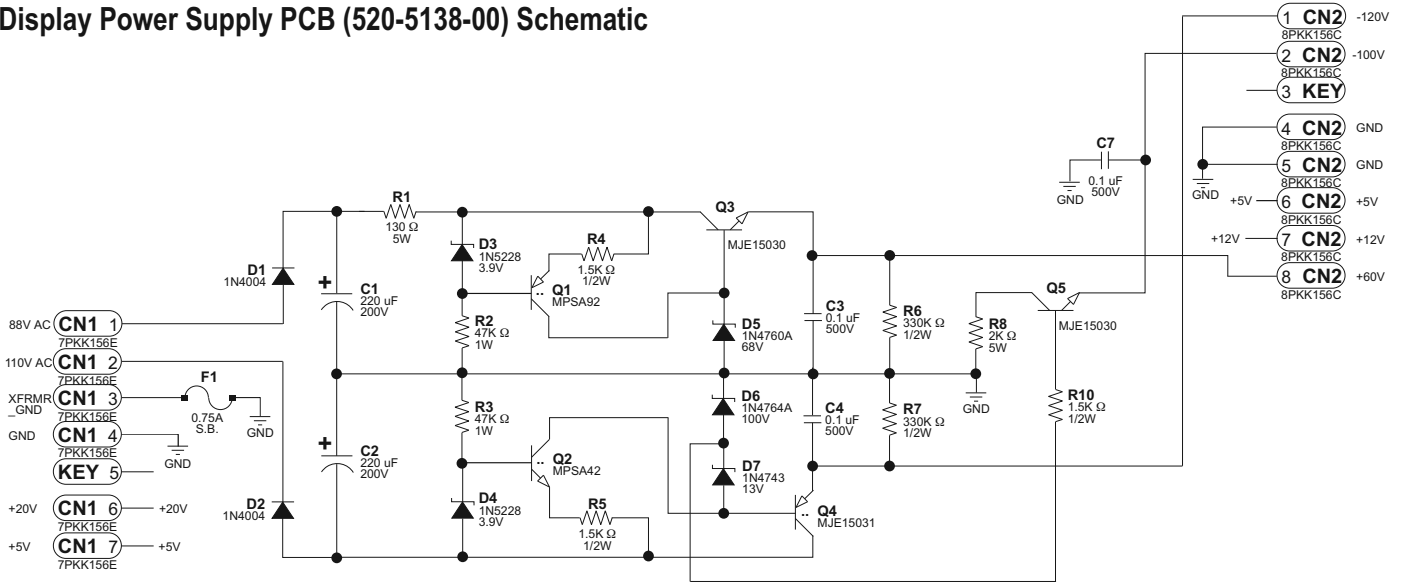 Display Power Supply PCB (520-5138-00) Schematic
1 CN2 -120V
8PKK156C
2 CN2 -100V
8PKK156C
3 KEY
4 CN2 GND
8PKK156C
5 CN2 GND
8PKK156C
GND
+5V 6 CN2 +5V
8PKK156C
+12V 7 CN2 +12V
8PKK156C
8 CN2 +60V
8PKK156C
C7
0.1 uF
500V
GND
R1
130 Ω
5W
Q3
MJE15030
D3
1N5228
3.9V
R4
1.5K Ω
1/2W
D1
1N4004
C1
220 uF
200V
Q1
MPSA92
R2
47K Ω
1W
D5
1N4760A
68V
C3
0.1 uF
500V
R6
330K Ω
1/2W
R8
2K Ω
5W
Q5
MJE15030
88V AC CN1 1
7PKK156E
110V AC CN1 2
7PKK156E
XFRMR
_GND
CN1 3
7PKK156E
F1
0.75A
S.B.
GND
GND CN1 4
7PKK156E
GND
KEY 5
+20V CN1 6 +20V
7PKK156E
+5V CN1 7 +5V
7PKK156E
R3
47K Ω
1W
D6
1N4764A
100V
C4
0.1 uF
500V
R7
330K Ω
1/2W
GND
R10
1.5K Ω
1/2W
C2
220 uF
200V
Q2
MPSA42
D7
1N4743
13V
D2
1N4004
D4
1N5228
3.9V
R5
1.5K Ω
1/2W
Q4
MJE15031